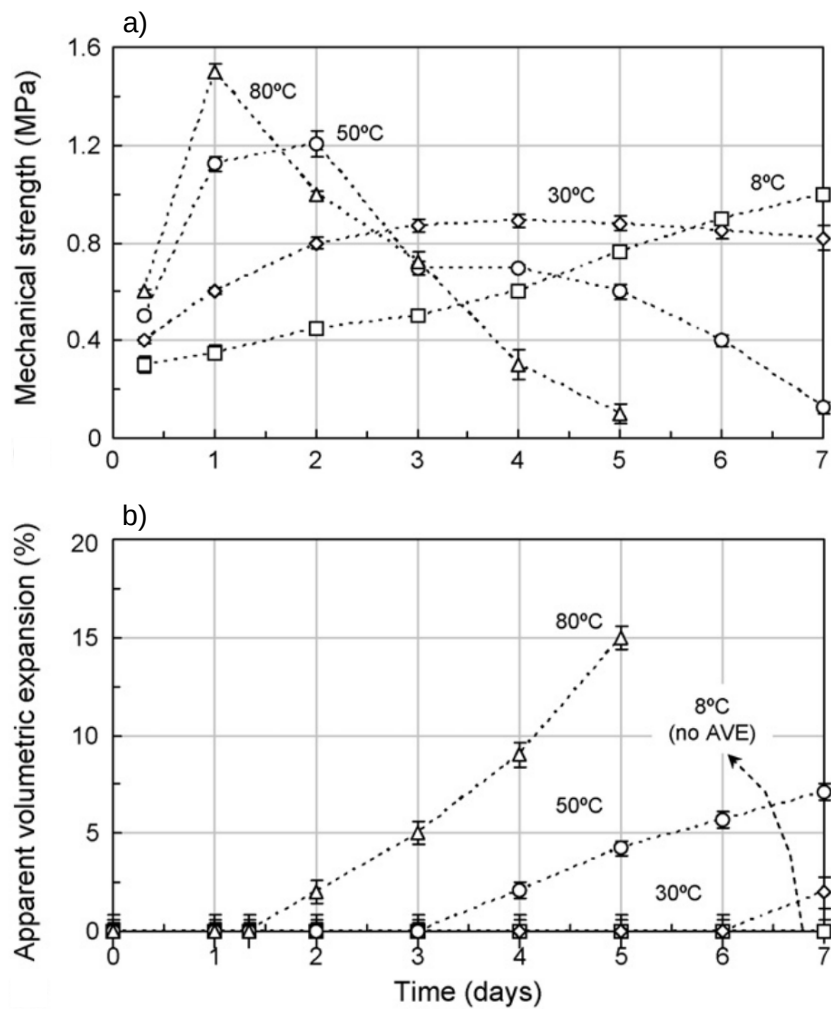 a)
Mechanical strength (MPa)
1.6
1.2
0.8
0.4
0
80ºC
50ºC
30ºC
8ºC
0 1 2 3 4 5 6 7
b)
Apparent volumetric expansion (%)
20
15
10
5
0
80ºC
8ºC
(no AVE)
50ºC
30ºC
0 1 2 3 4 5 6 7
Time (days)